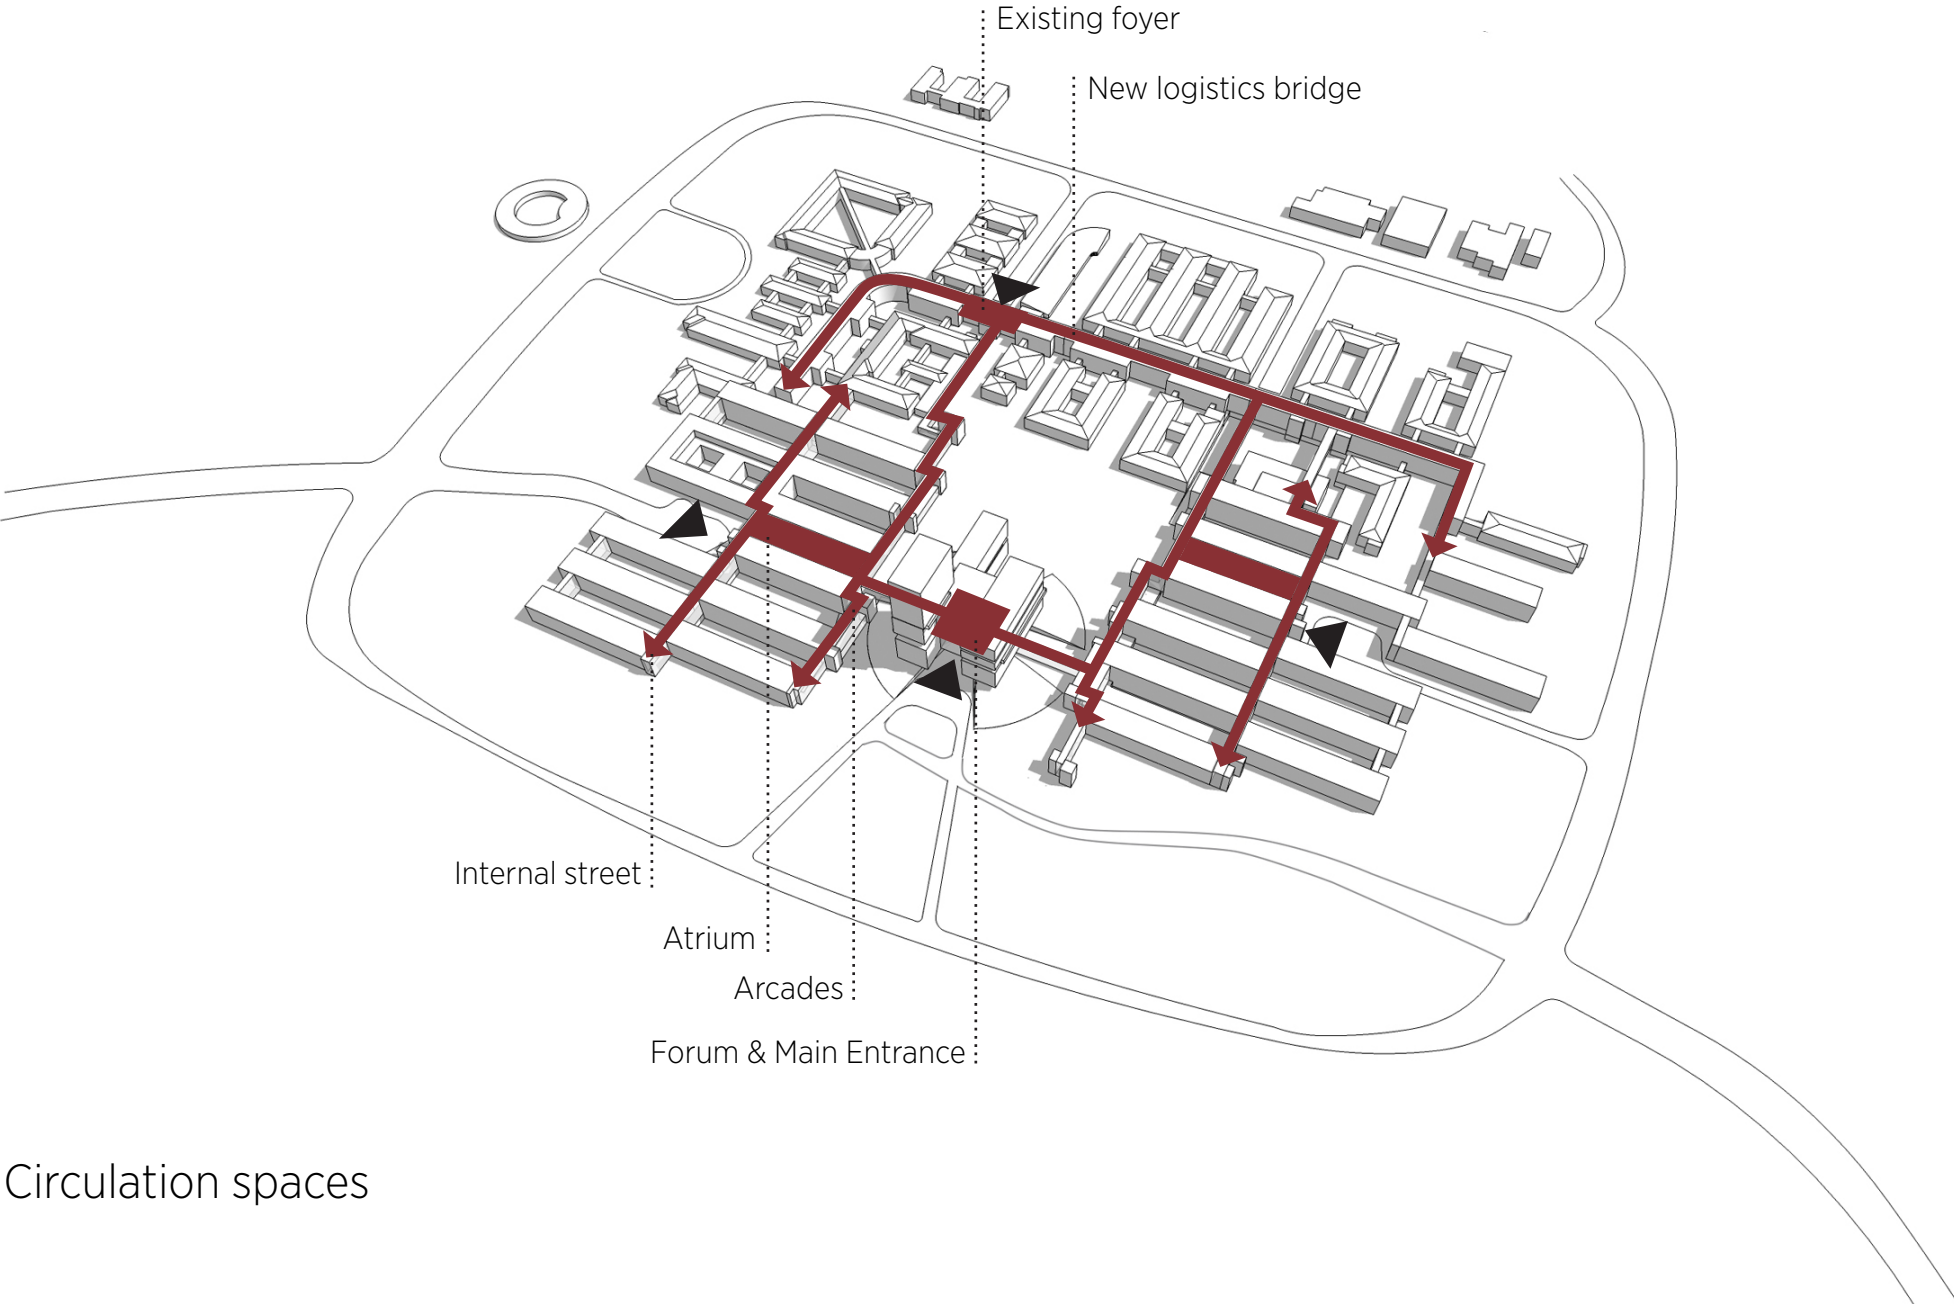 Existing foyer
New logistics bridge
Internal street
Atrium
Arcades
Forum & Main Entrance
Circulation spaces